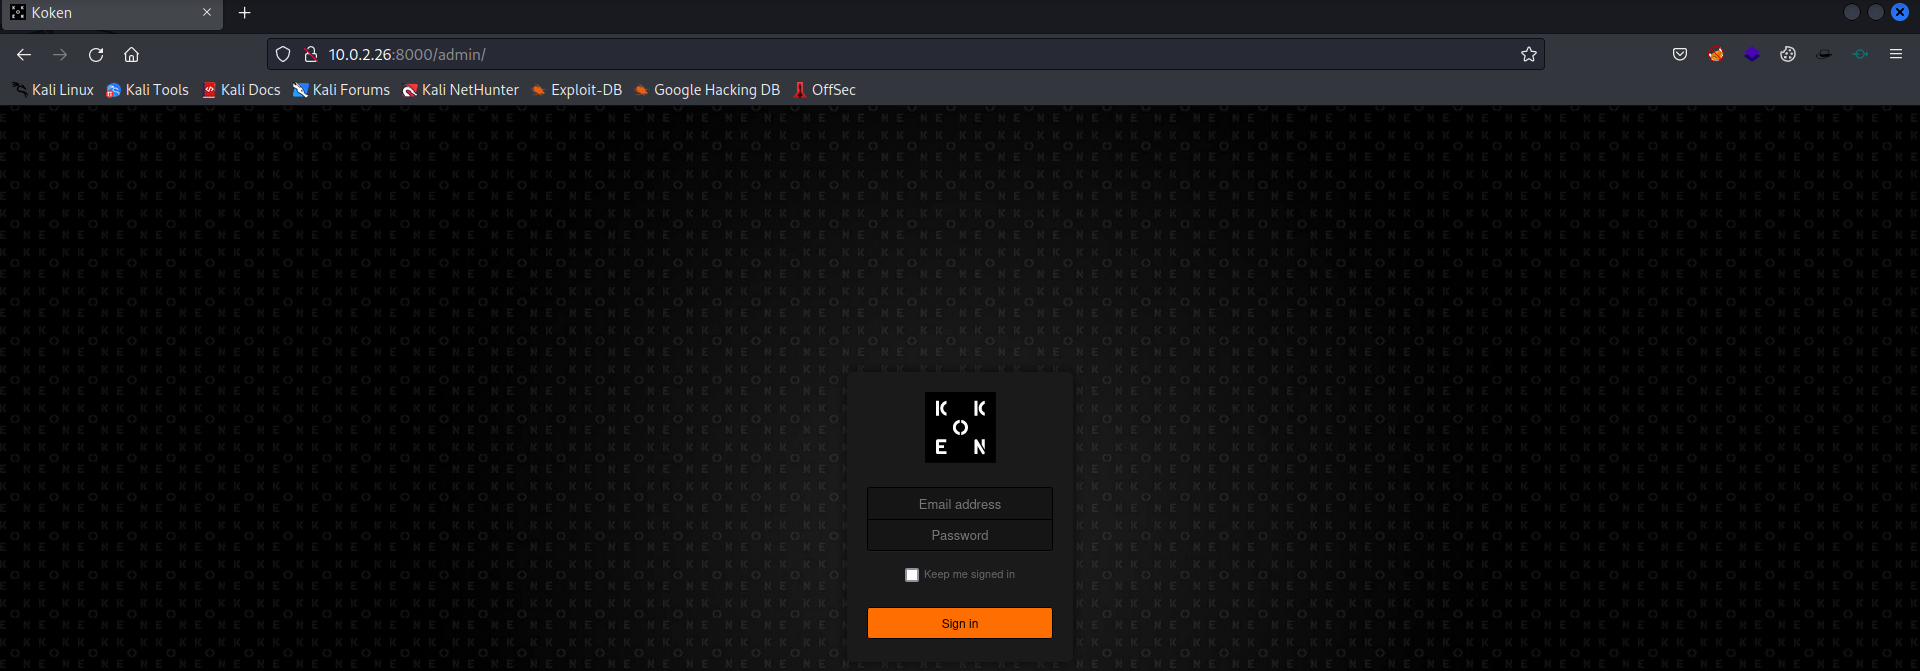 Koken
10.0.2.26:8000/admin/
Kali Linux Kali Tools Kali Docs Kali Forums Kali NetHunter Exploit-DB Google Hacking DB OffSec
K K
O
E N
Email address
Password
Keep me signed in
Sign in